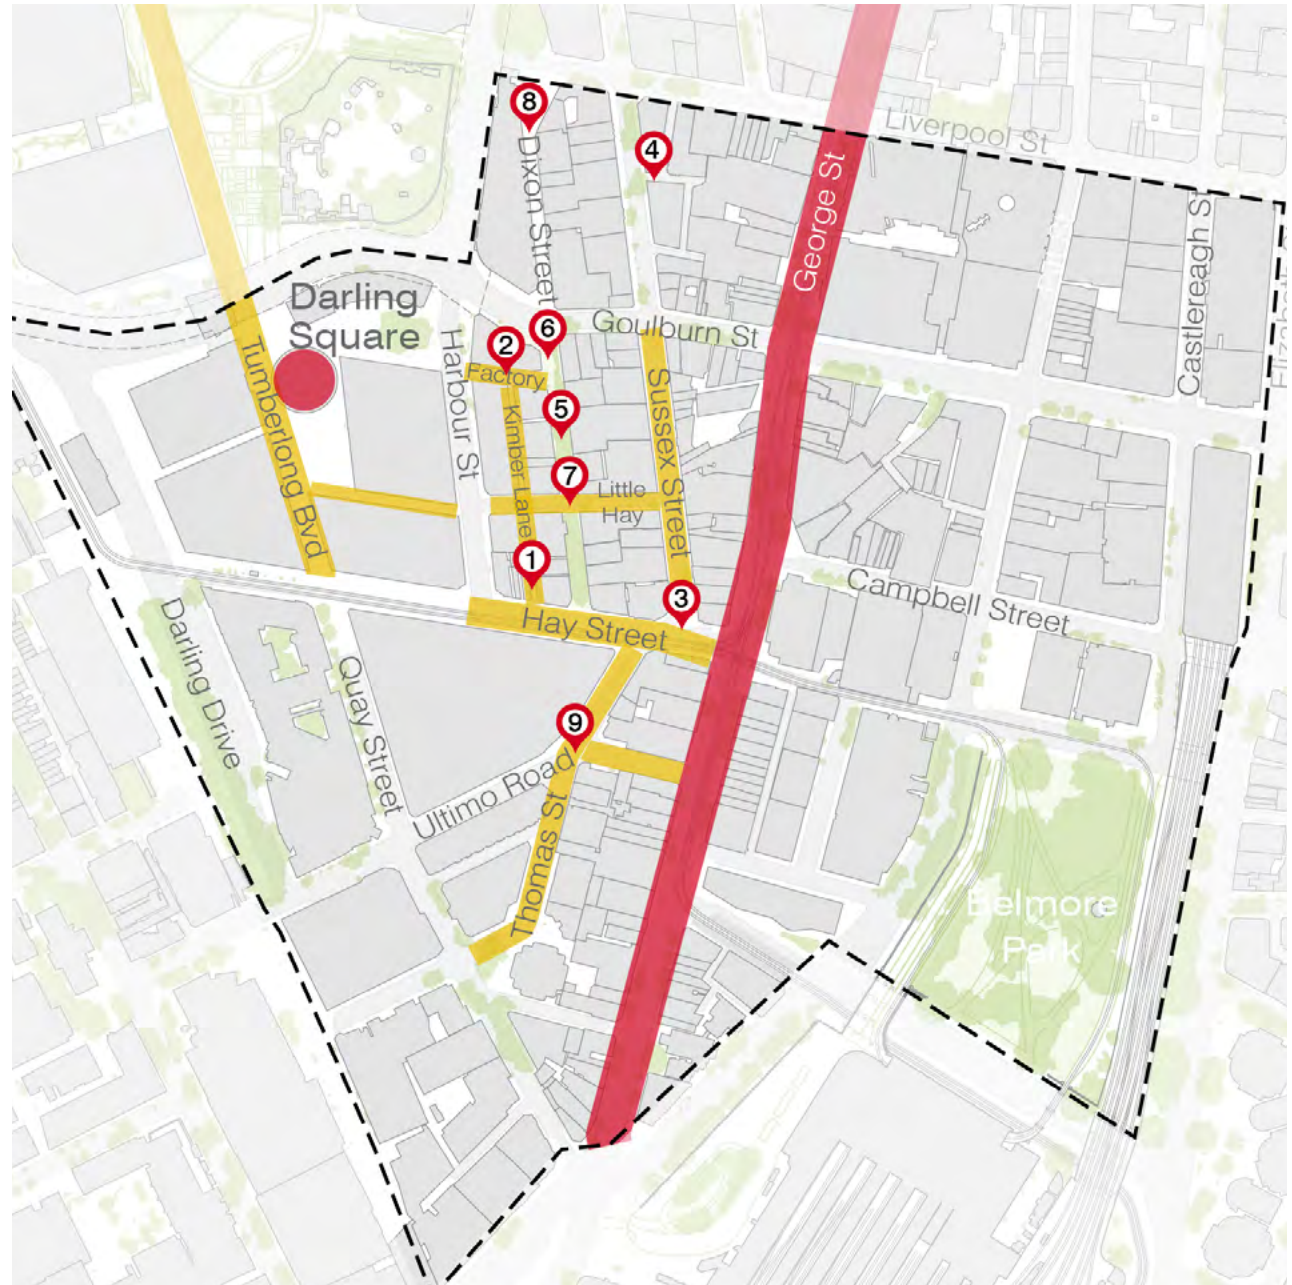 8
Liverpool St
4
Dixon Street
George St
Castlereagh St
Darling
Square
Goulburn St
6
2
Factory
Harbour St
Tumberlong Bvd
Kimber Lane
5
Sussex Street
7
Little
Hay
1
3
Campbell Street
Hay Street
Darling Drive
Quay Street
9
Ultimo Road
Thomas St
Belmore
Park